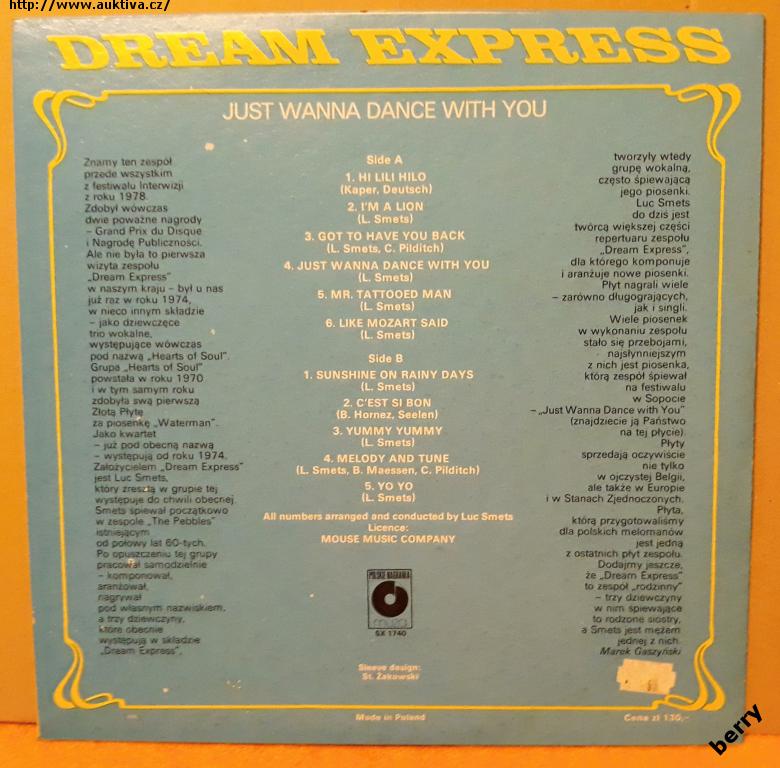 http://www.auktiva.cz/
DREAM EXPRESS
JUST WANNA DANCE WITH YOU
Znamy ten zespół
przede wszystkim
z festiwalu Interwizji
z roku 1978.
Zdobył wówczas
dwie poważne nagrody
– Grand Prix du Disque
i Nagrodę Publiczności.
Ale nie była to pierwsza
wizyta zespołu
„Dream Express”
w naszym kraju – był u nas
już raz w roku 1974,
w nieco innym składzie
– jako dziewczęce
trio wokalne,
występujące wówczas
pod nazwą „Hearts of Soul”.
Grupa „Hearts of Soul”
powstała w roku 1970
i w tym samym roku
zdobyła swą pierwszą
Złotą Płytę
za piosenkę „Waterman”.
Jako kwartet
– już pod obecną nazwą
– występują od roku 1974.
Założycielem „Dream Express”
jest Luc Smets,
który zresztą w grupie tej
występuje do chwili obecnej.
Smets śpiewał początkowo
w zespole „The Pebbles”
istniejącym
od połowy lat 60-tych.
Po opuszczeniu tej grupy
pracował samodzielnie
– komponował,
aranżował,
nagrywał
pod własnym nazwiskiem,
a trzy dziewczyny,
które obecnie
występują w składzie
„Dream Express”,
Side A
1. HI LILI HILO
(Kaper, Deutsch)
2. I'M A LION
(L. Smets)
3. GOT TO HAVE YOU BACK
(L. Smets, C. Pilditch)
4. JUST WANNA DANCE WITH YOU
(L. Smets)
5. MR. TATTOOED MAN
(L. Smets)
6. LIKE MOZART SAID
(L. Smets)
Side B
1. SUNSHINE ON RAINY DAYS
(L. Smets)
2. C'EST SI BON
(B. Hornez, Seelen)
3. YUMMY YUMMY
(L. Smets)
4. MELODY AND TUNE
(L. Smets, B. Maessen, C. Pilditch)
5. YO YO
(L. Smets)
All numbers arranged and conducted by Luc Smets
Licence:
MOUSE MUSIC COMPANY
POLSKIE NAGRANIA
muza
SX 1740
Sleeve design:
St. Żakowski
tworzyły wtedy
grupę wokalną,
często śpiewającą
jego piosenki.
Luc Smets
do dziś jest
twórcą większej części
repertuaru zespołu
„Dream Express”,
dla którego komponuje
i aranżuje nowe piosenki.
Płyt nagrali wiele
– zarówno długogrających,
jak i singli.
Wiele piosenek
w wykonaniu zespołu
stało się przebojami,
najsłynniejszym
z nich jest piosenka,
którą zespół śpiewał
na festiwalu
w Sopocie
– „Just Wanna Dance with You”
(znajdziecie ją Państwo
na tej płycie).
Płyty
sprzedają oczywiście
nie tylko
w ojczystej Belgii,
ale także w Europie
i w Stanach Zjednoczonych.
Płyta,
którą przygotowaliśmy
dla polskich melomanów
jest jedną
z ostatnich płyt zespołu.
Dodajmy jeszcze,
że „Dream Express”
to zespół „rodzinny”
– trzy dziewczyny
w nim śpiewające
to rodzone siostry,
a Smets jest mężem
jednej z nich.
Marek Gaszyński
Made in Poland
Cena zł 130,–
berry